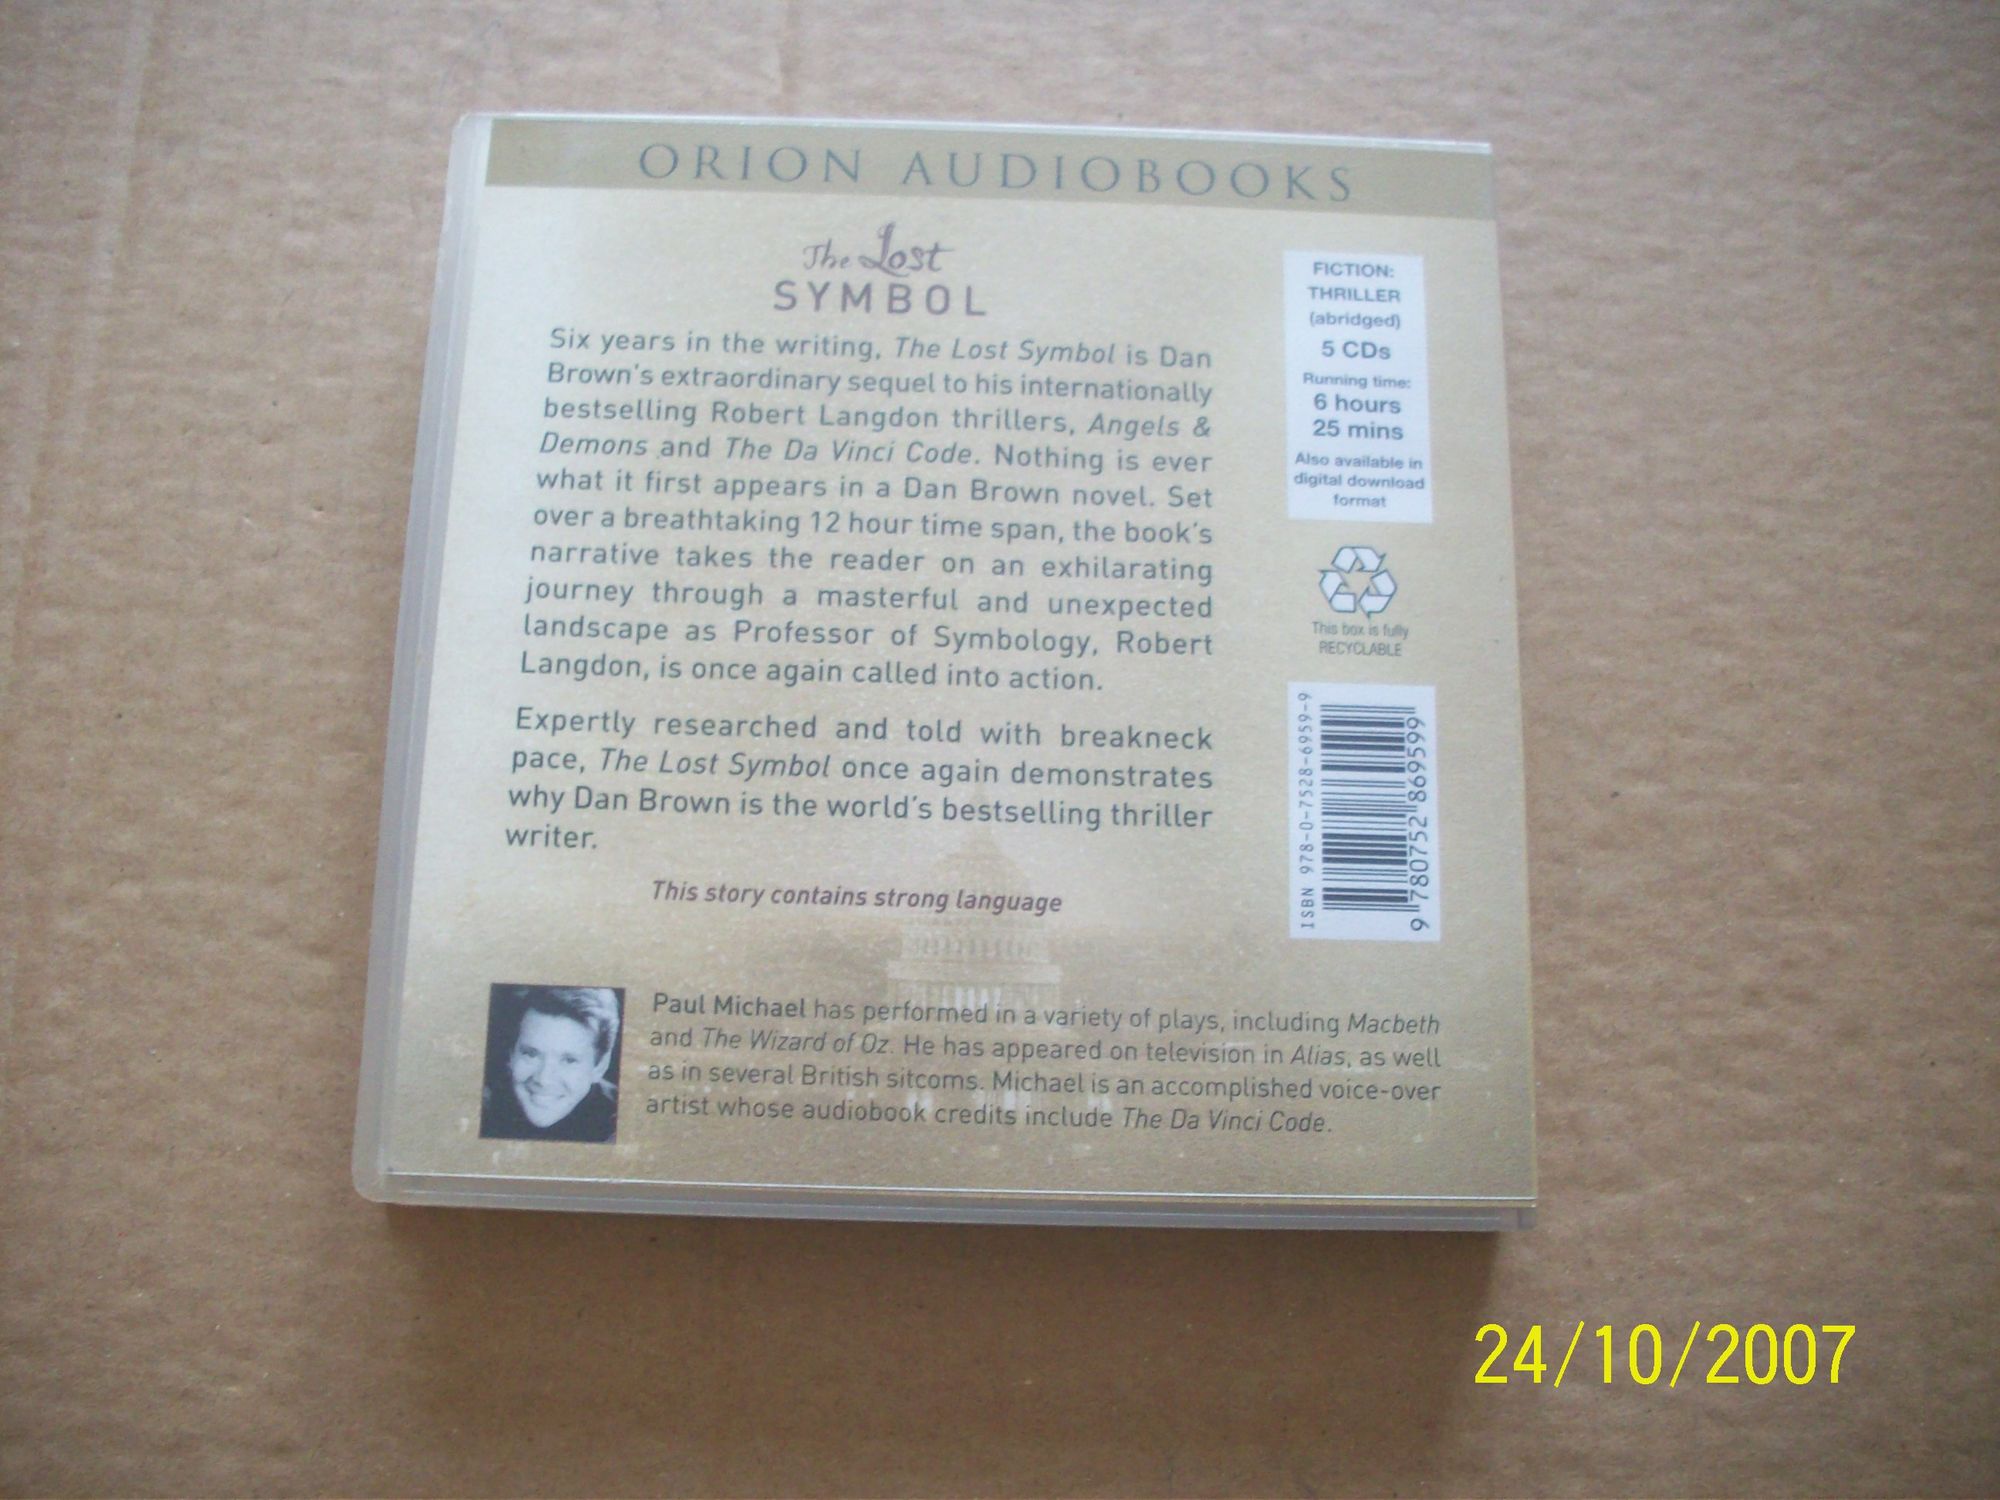 ORION AUDIOBOOKS
The Lost
SYMBOL
Six years in the writing, The Lost Symbol is Dan
Brown's extraordinary sequel to his internationally
bestselling Robert Langdon thrillers, Angels &
Demons and The Da Vinci Code. Nothing is ever
what it first appears in a Dan Brown novel. Set
over a breathtaking 12 hour time span, the book's
narrative takes the reader on an exhilarating
journey through a masterful and unexpected
landscape as Professor of Symbology, Robert
Langdon, is once again called into action.
Expertly researched and told with breakneck
pace, The Lost Symbol once again demonstrates
why Dan Brown is the world's bestselling thriller
writer.
This story contains strong language
Paul Michael has performed in a variety of plays, including Macbeth
and The Wizard of Oz. He has appeared on television in Alias, as well
as in several British sitcoms. Michael is an accomplished voice-over
artist whose audiobook credits include The Da Vinci Code.
FICTION:
THRILLER
(abridged)
5 CDs
Running time:
6 hours
25 mins
Also available in
digital download
format
This box is fully
RECYCLABLE
ISBN 978-0-7528-6959-9
9 780752 869599
24/10/2007